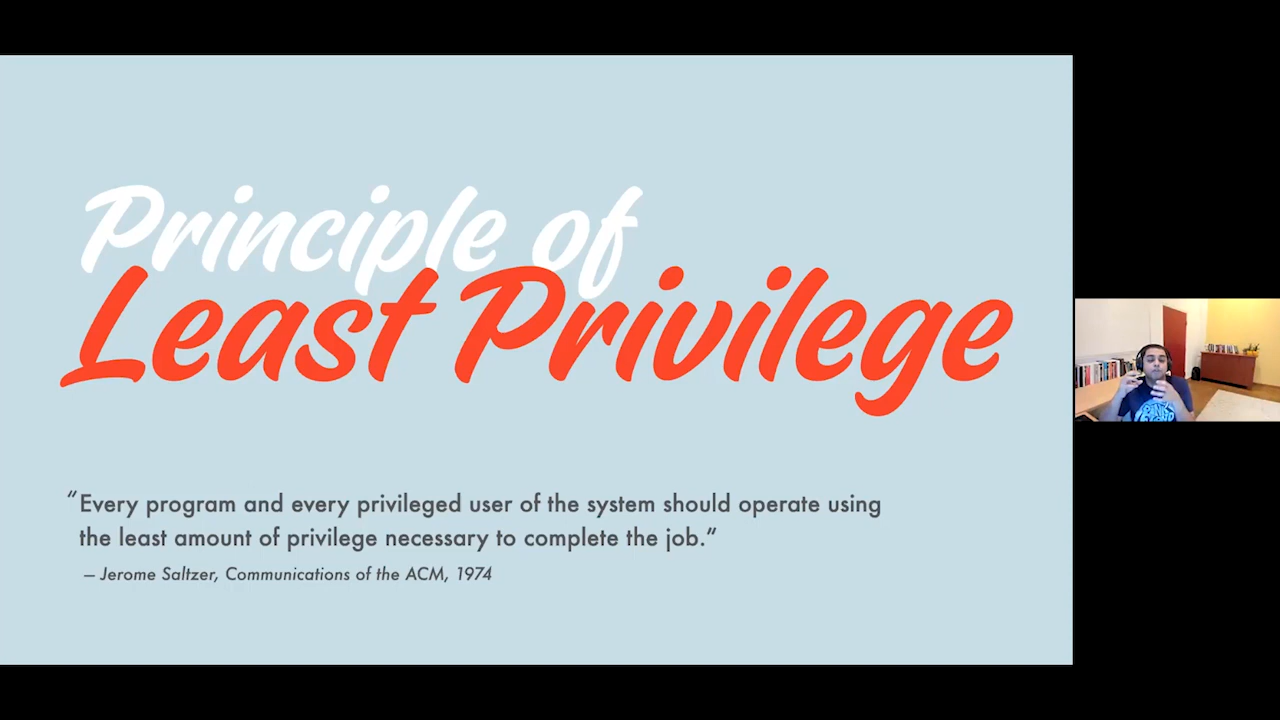 Principle of
Least Privilege
“Every program and every privileged user of the system should operate using
the least amount of privilege necessary to complete the job.”
— Jerome Saltzer, Communications of the ACM, 1974